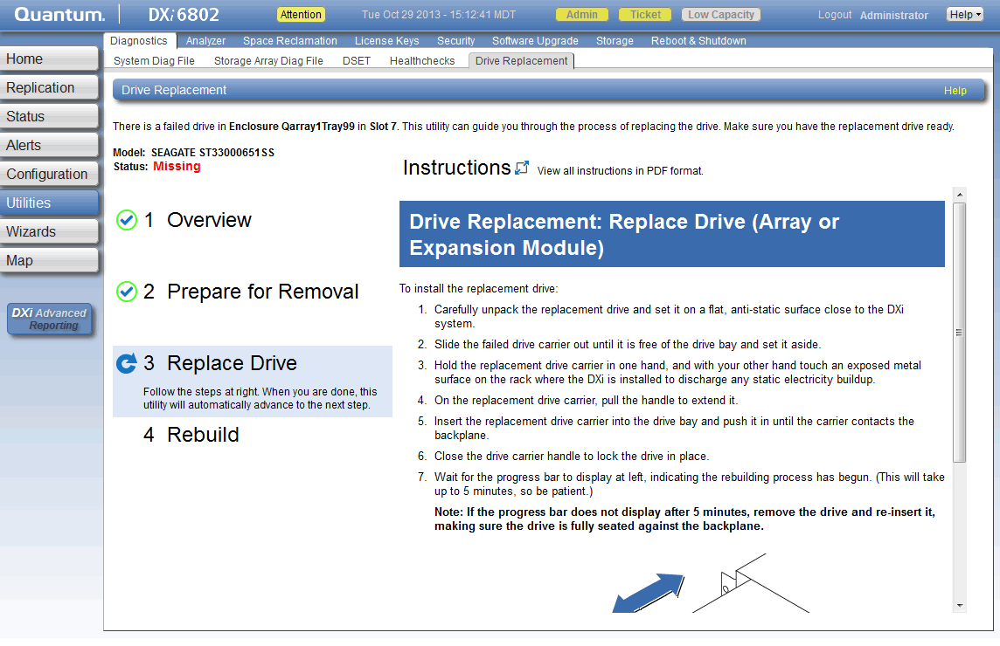 Quantum. DXi6802 Attention Tue Oct 29 2013 - 15:12:41 MDT Admin Ticket Low Capacity Logout Administrator Help
Diagnostics Analyzer Space Reclamation License Keys Security Software Upgrade Storage Reboot & Shutdown
System Diag File Storage Array Diag File DSET Healthchecks Drive Replacement
Home
Replication
Status
Alerts
Configuration
Utilities
Wizards
Map
DXi Advanced
Reporting
Drive Replacement Help
There is a failed drive in Enclosure Qarray1Tray99 in Slot 7. This utility can guide you through the process of replacing the drive. Make sure you have the replacement drive ready.
Model: SEAGATE ST33000651SS
Status: Missing
1 Overview
2 Prepare for Removal
3 Replace Drive
Follow the steps at right. When you are done, this
utility will automatically advance to the next step.
4 Rebuild
Instructions View all instructions in PDF format.
Drive Replacement: Replace Drive (Array or
Expansion Module)
To install the replacement drive:
1. Carefully unpack the replacement drive and set it on a flat, anti-static surface close to the DXi
system.
2. Slide the failed drive carrier out until it is free of the drive bay and set it aside.
3. Hold the replacement drive carrier in one hand, and with your other hand touch an exposed metal
surface on the rack where the DXi is installed to discharge any static electricity buildup.
4. On the replacement drive carrier, pull the handle to extend it.
5. Insert the replacement drive carrier into the drive bay and push it in until the carrier contacts the
backplane.
6. Close the drive carrier handle to lock the drive in place.
7. Wait for the progress bar to display at left, indicating the rebuilding process has begun. (This will take
up to 5 minutes, so be patient.)
Note: If the progress bar does not display after 5 minutes, remove the drive and re-insert it,
making sure the drive is fully seated against the backplane.